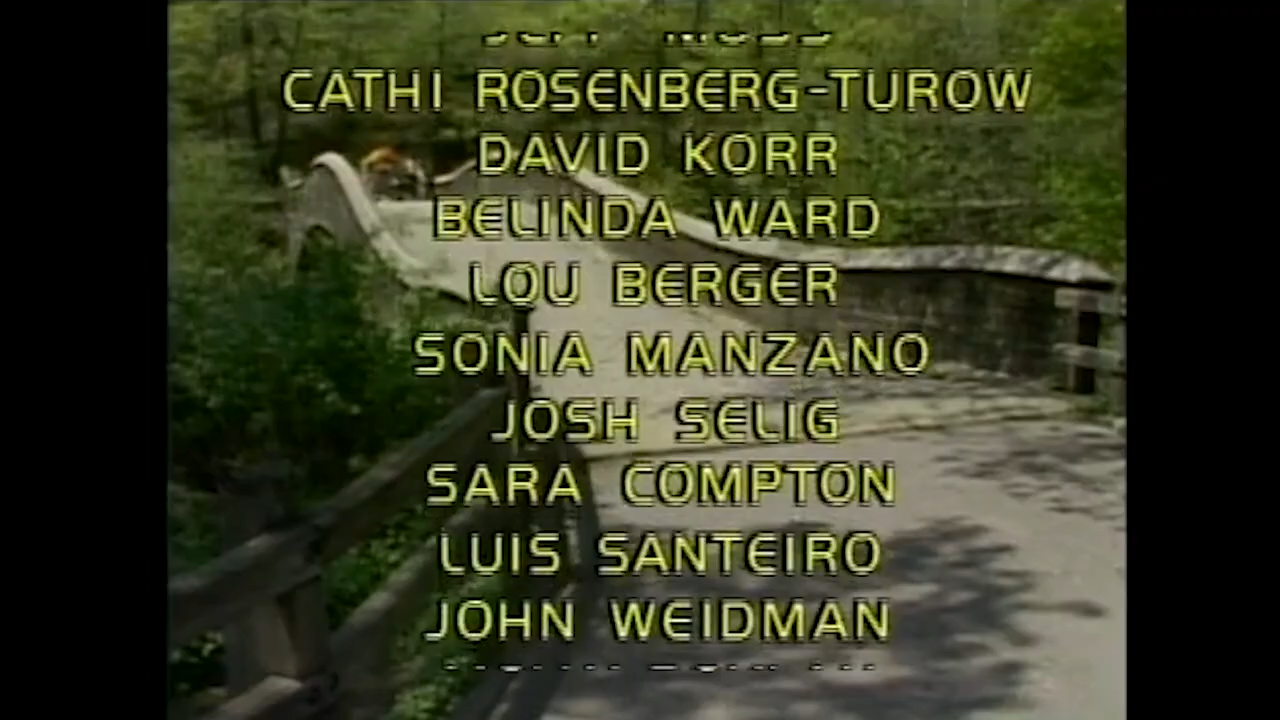 CATHI ROSENBERG-TUROW
DAVID KORR
BELINDA WARD
LOU BERGER
SONIA MANZANO
JOSH SELIG
SARA COMPTON
LUIS SANTEIRO
JOHN WEIDMAN